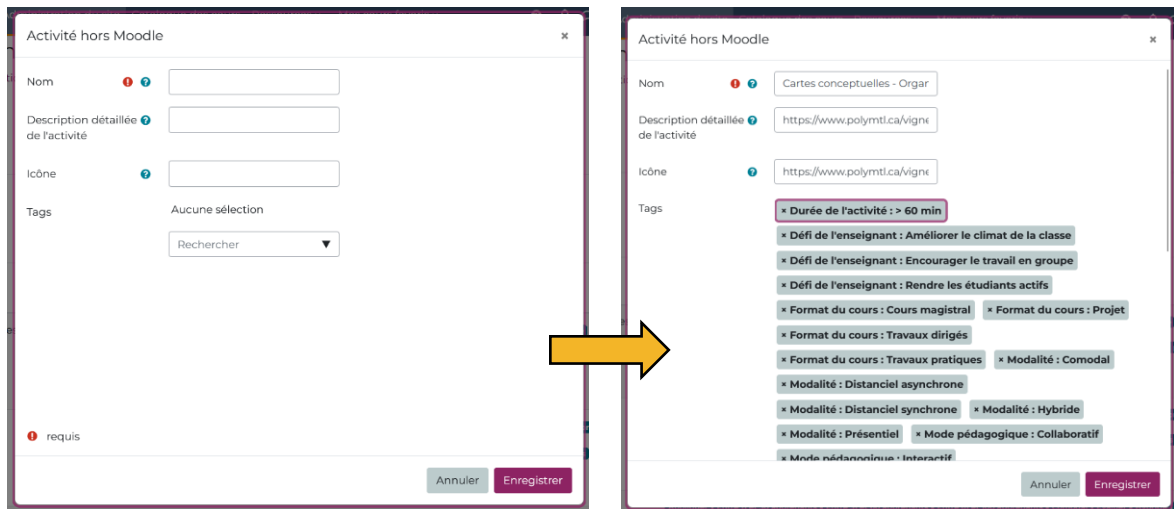 Activité hors Moodle ×
Nom
Description détaillée
de l'activité
Icône
Tags Aucune sélection
Rechercher
requis
Annuler Enregistrer
Activité hors Moodle ×
Nom Cartes conceptuelles - Organ
Description détaillée https://www.polymtl.ca/vigne
de l'activité
Icône https://www.polymtl.ca/vigne
Tags × Durée de l'activité : > 60 min
× Défi de l'enseignant : Améliorer le climat de la classe
× Défi de l'enseignant : Encourager le travail en groupe
× Défi de l'enseignant : Rendre les étudiants actifs
× Format du cours : Cours magistral × Format du cours : Projet
× Format du cours : Travaux dirigés
× Format du cours : Travaux pratiques × Modalité : Comodal
× Modalité : Distanciel asynchrone
× Modalité : Distanciel synchrone × Modalité : Hybride
× Modalité : Présentiel × Mode pédagogique : Collaboratif
× Mode pédagogique : Interactif
Annuler Enregistrer